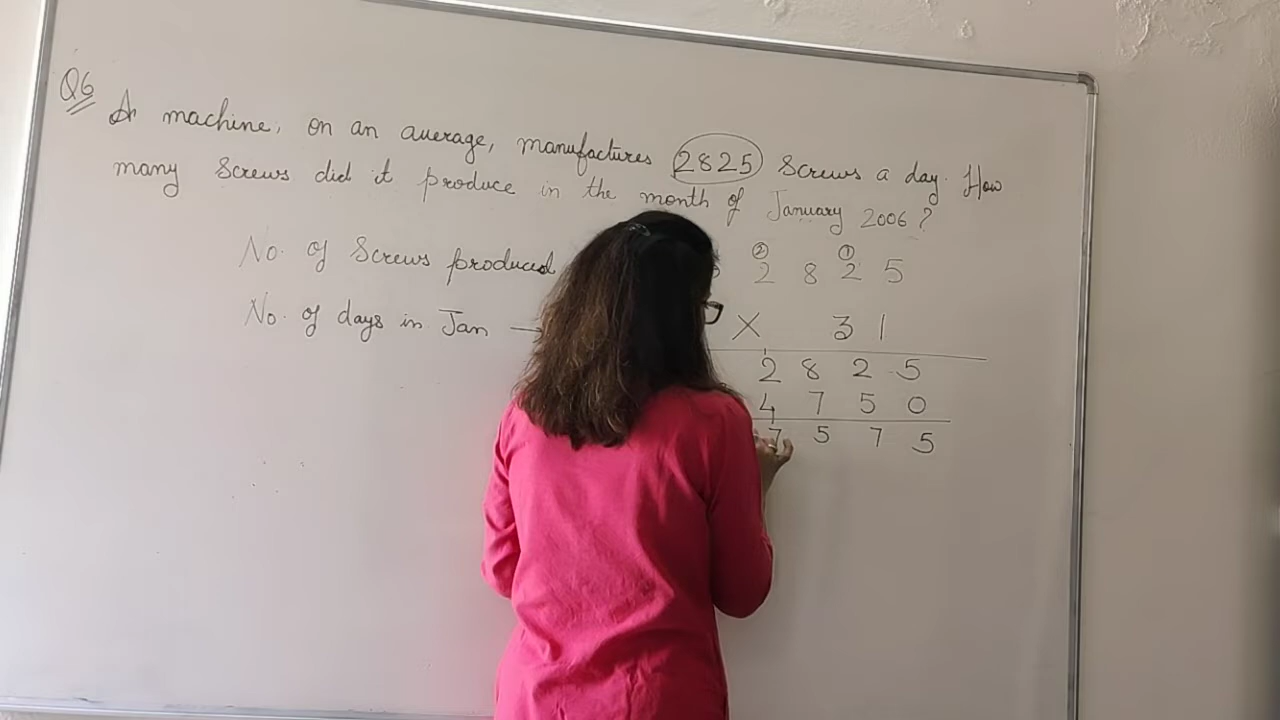 Q6
A machine, on an average, manufactures 2825 Screws a day. How
many Screws did it produce in the month of January 2006?
No. of Screws produced
② ①
2 8 2 5
No. of days in Jan →
X 3 1
2 8 2 5
4 7 5 0
7 5 7 5